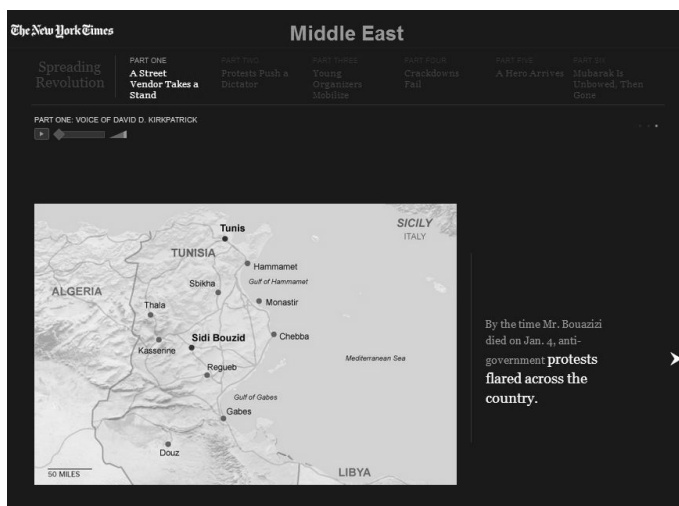 The New York Times
Middle East
Spreading
Revolution
PART ONE
A Street
Vendor Takes a
Stand
PART TWO
Protests Push a
Dictator
PART THREE
Young
Organizers
Mobilize
PART FOUR
Crackdowns
Fail
PART FIVE
A Hero Arrives
PART SIX
Mubarak Is
Unbowed, Then
Gone
PART ONE: VOICE OF DAVID D. KIRKPATRICK
SICILY
ITALY
Tunis
TUNISIA
Hammamet
Gulf of Hammamet
Sbikha
ALGERIA
Monastir
Thala
Sidi Bouzid
Chebba
Kasserine
Mediterranean Sea
Regueb
Gulf of Gabes
Gabes
Douz
LIBYA
50 MILES
By the time Mr. Bouazizi
died on Jan. 4, anti-
government protests
flared across the
country.